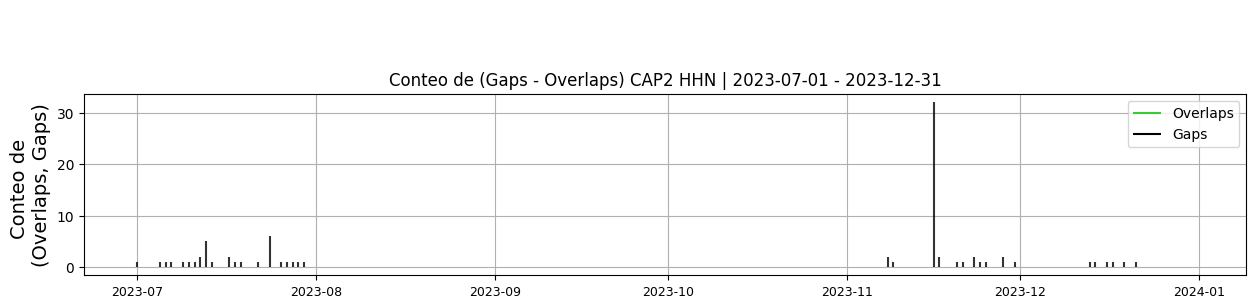 Conteo de (Gaps - Overlaps) CAP2 HHN | 2023-07-01 - 2023-12-31
Conteo de
(Overlaps, Gaps)
30
20
10
0
Overlaps
Gaps
2023-07
2023-08
2023-09
2023-10
2023-11
2023-12
2024-01